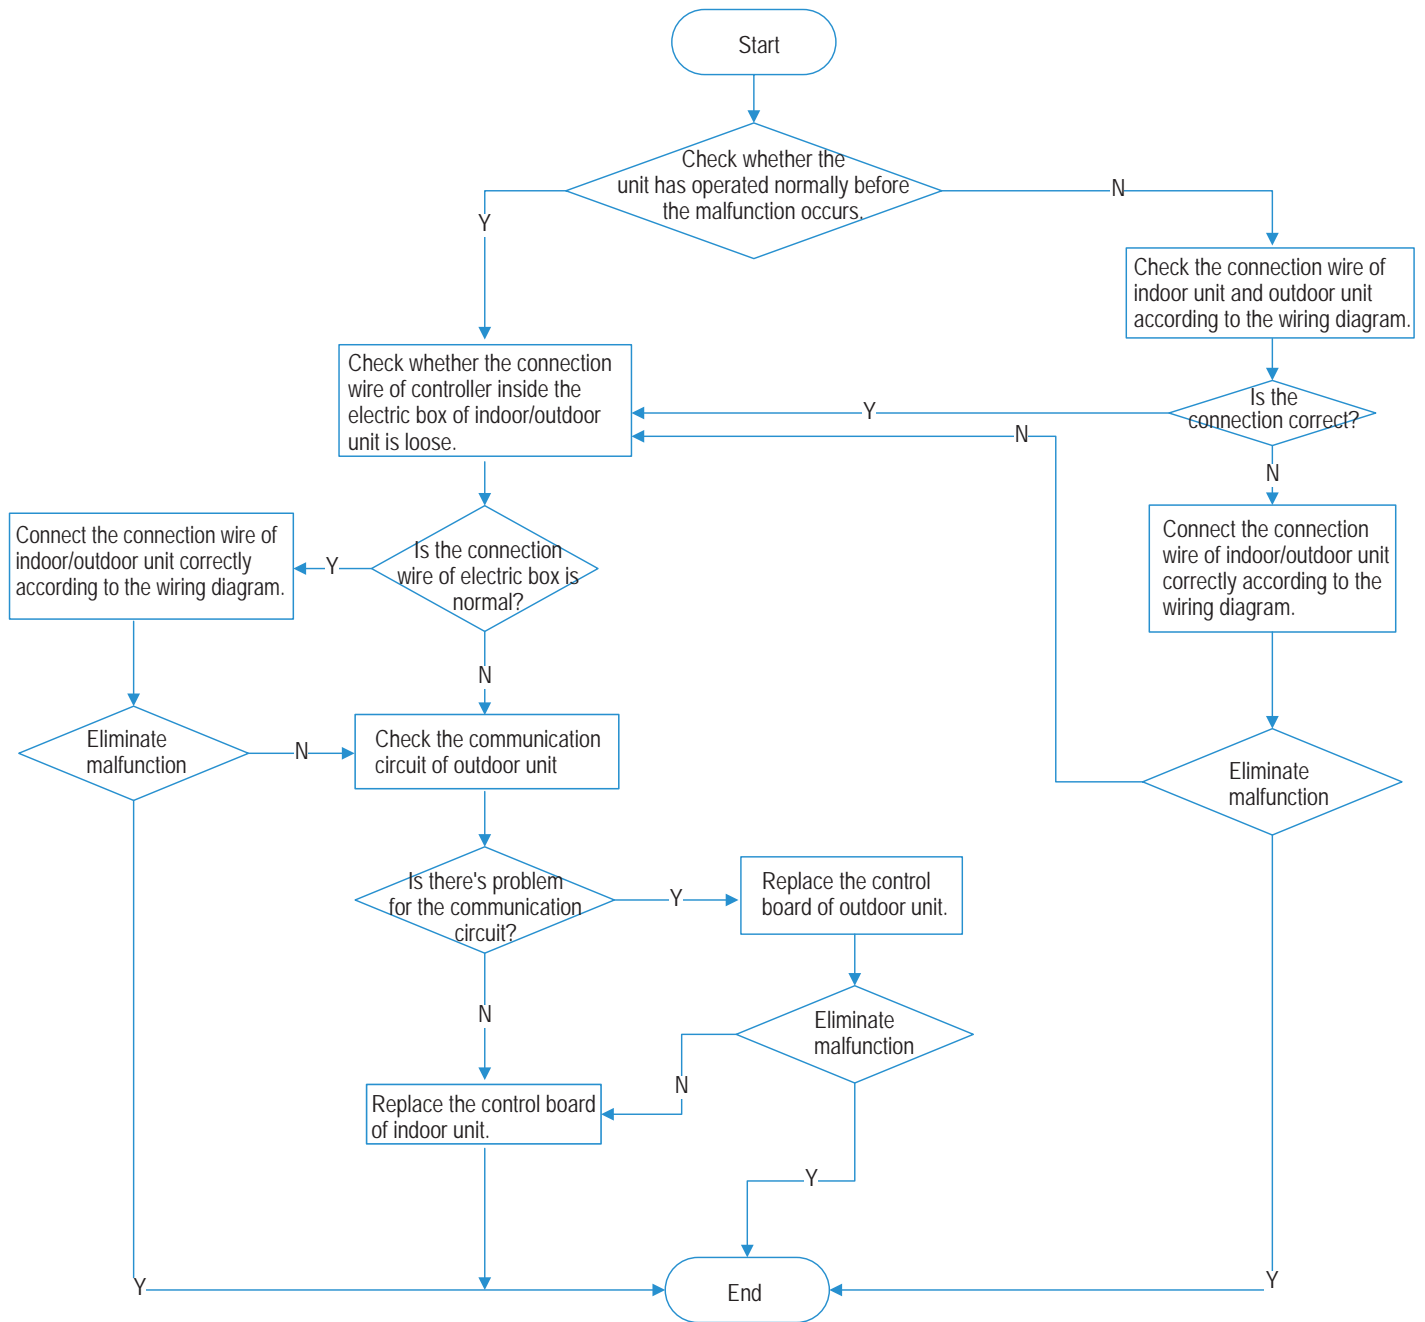 Start
Check whether the
unit has operated normally before
the malfunction occurs.
N
Y
Check the connection wire of
indoor unit and outdoor unit
according to the wiring diagram.
Check whether the connection
wire of controller inside the
electric box of indoor/outdoor
unit is loose.
Y
Is the
connection correct?
N
N
Connect the connection wire of
indoor/outdoor unit correctly
according to the wiring diagram.
Y
Is the connection
wire of electric box is
normal?
Connect the connection
wire of indoor/outdoor unit
correctly according to the
wiring diagram.
N
Eliminate
malfunction
N
Check the communication
circuit of outdoor unit
Eliminate
malfunction
Is there's problem
for the communication
circuit?
Y
Replace the control
board of outdoor unit.
N
Eliminate
malfunction
N
Replace the control board
of indoor unit.
Y
Y
End
Y